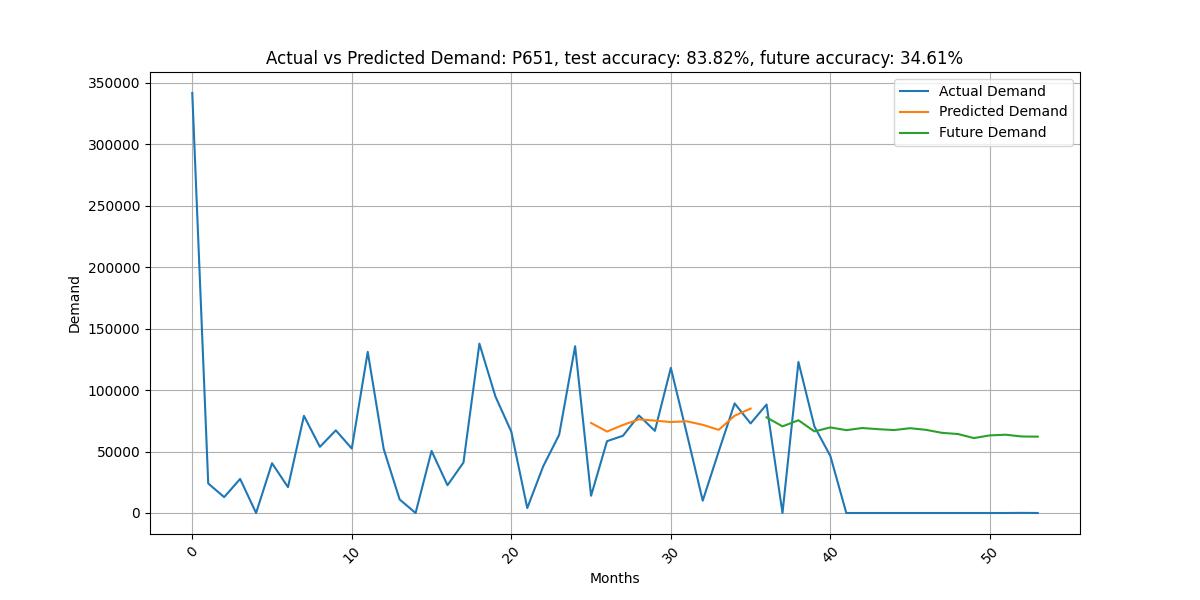 Actual vs Predicted Demand: P651, test accuracy: 83.82%, future accuracy: 34.61%
Actual Demand
Predicted Demand
Future Demand
Demand
350000
300000
250000
200000
150000
100000
50000
0
0
10
20
30
40
50
Months